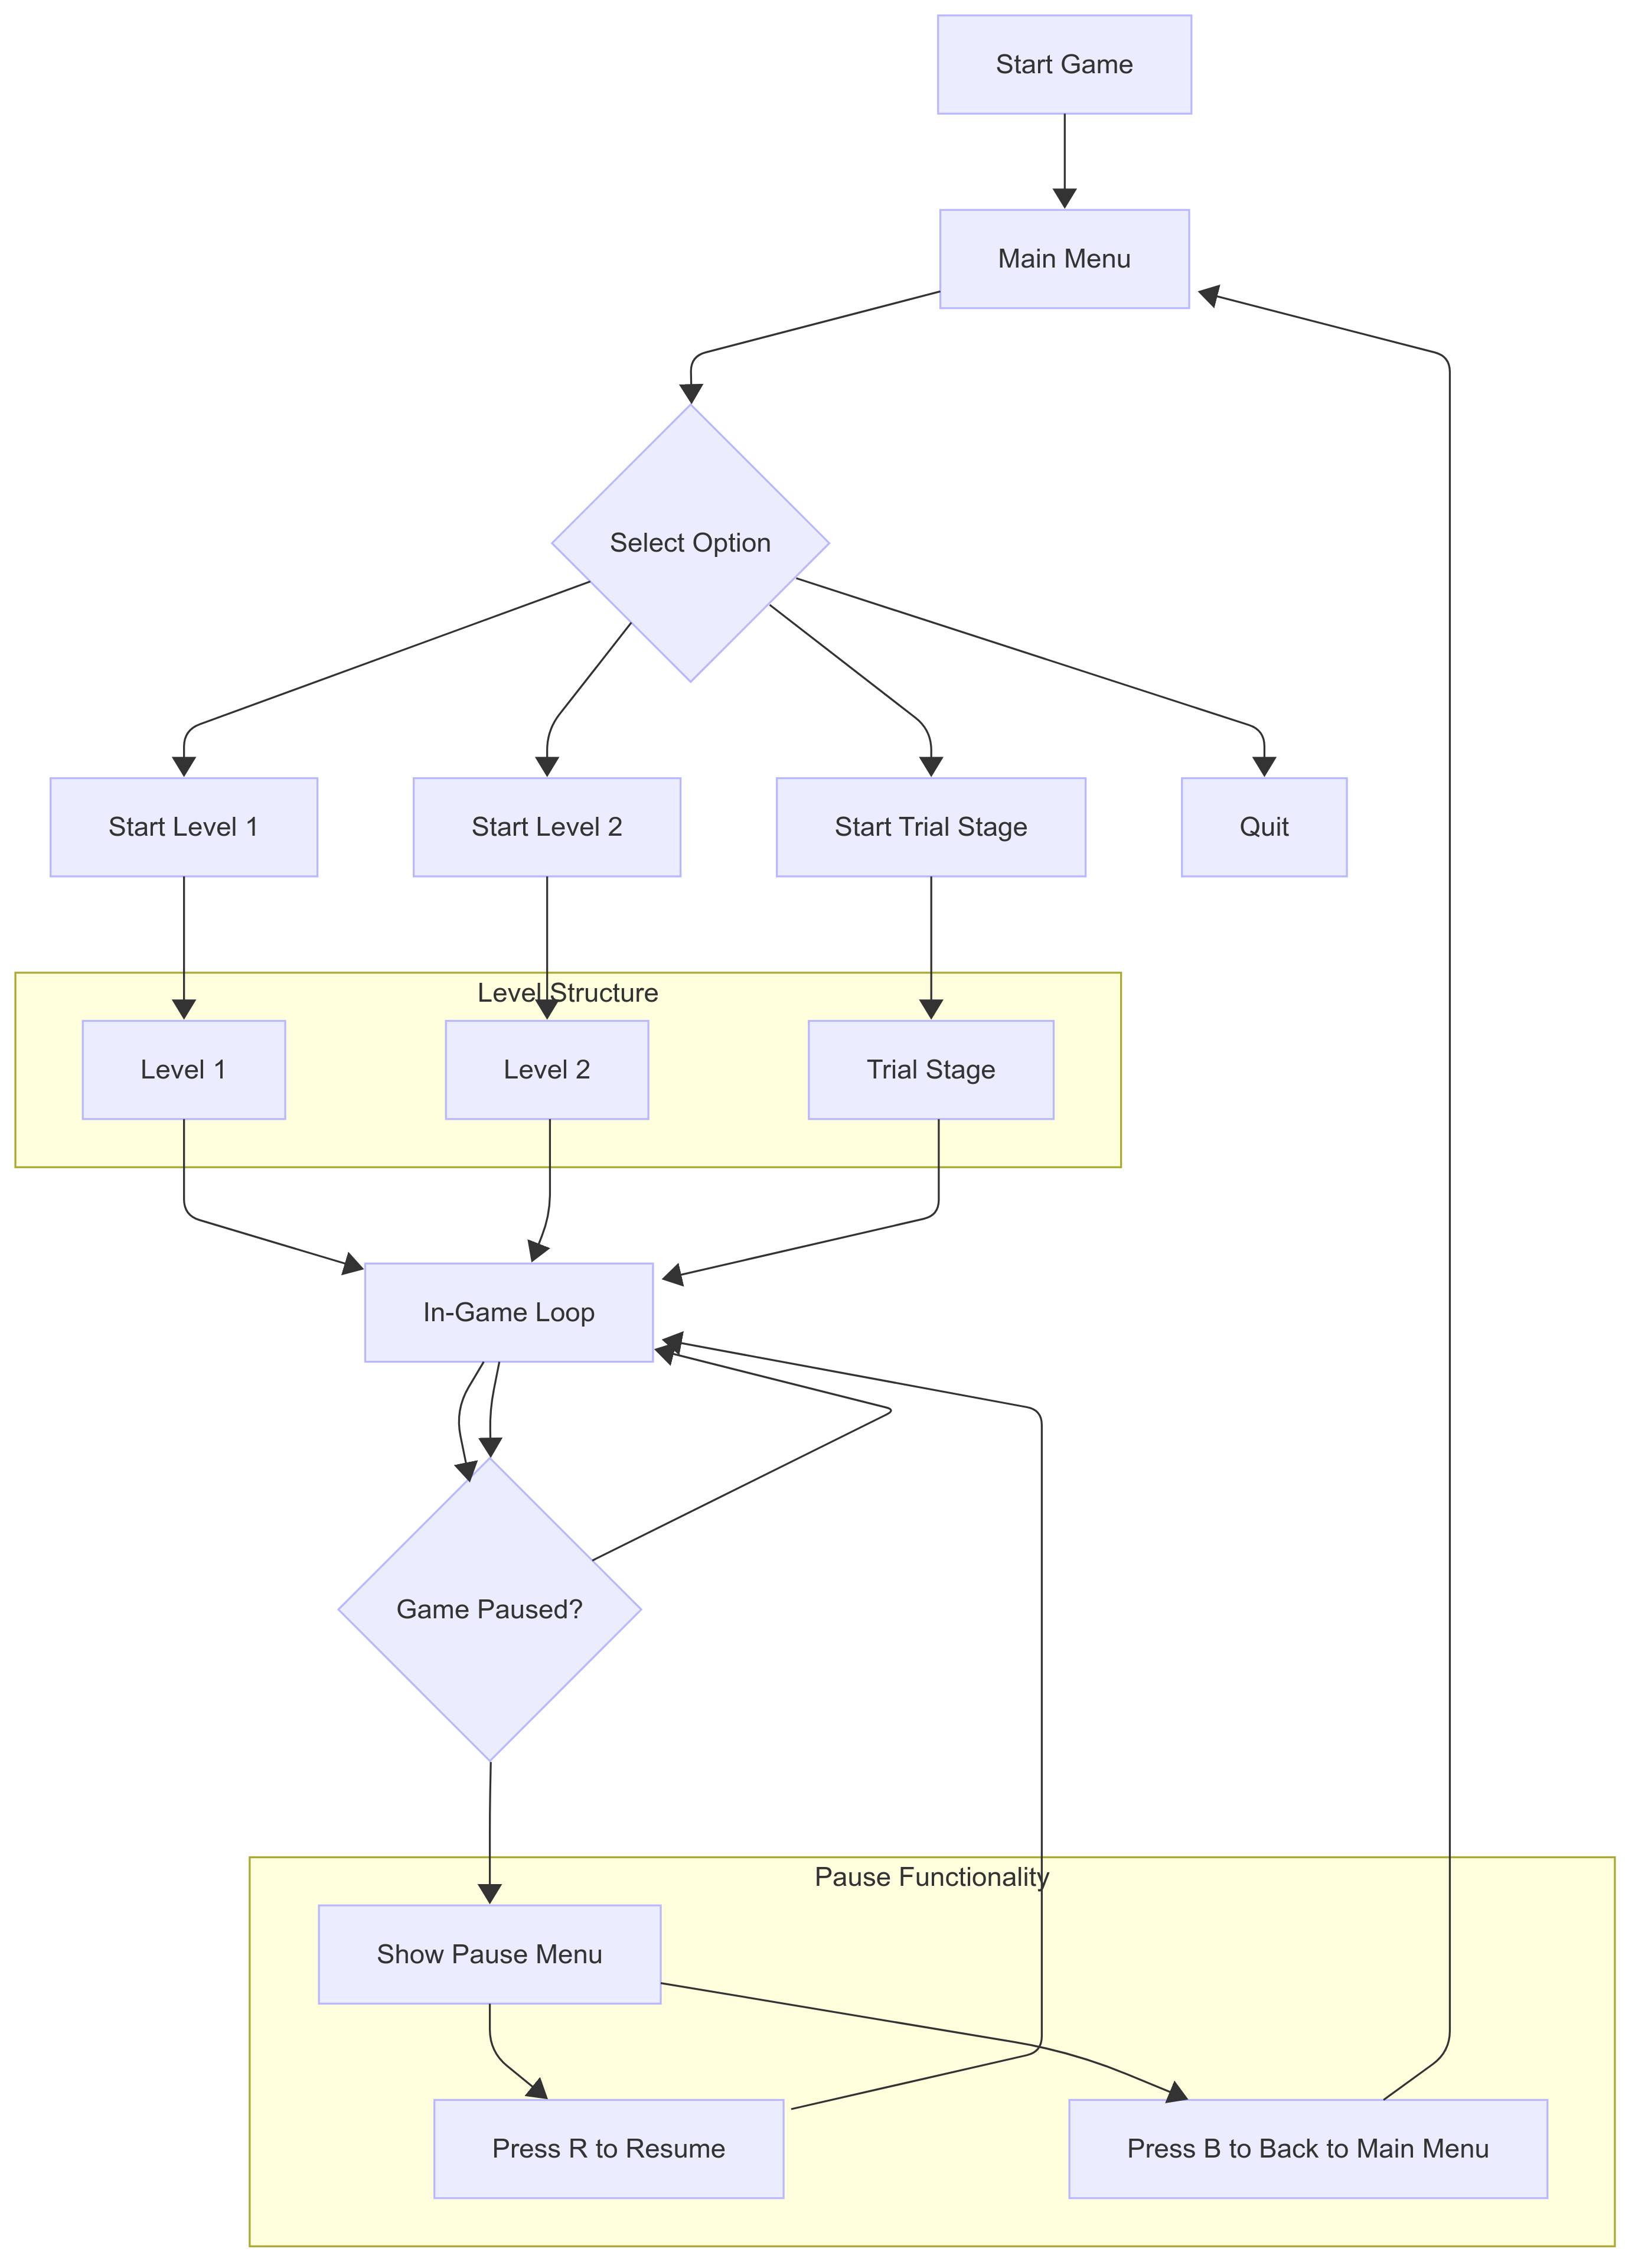 Start Game
Main Menu
Select Option
Start Level 1
Start Level 2
Start Trial Stage
Quit
Level Structure
Level 1
Level 2
Trial Stage
In-Game Loop
Game Paused?
Pause Functionality
Show Pause Menu
Press R to Resume
Press B to Back to Main Menu